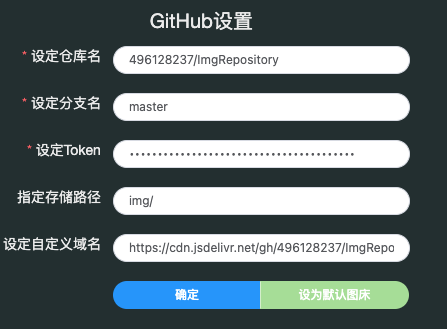 GitHub设置
* 设定仓库名 496128237/ImgRepository
* 设定分支名 master
* 设定Token
指定存储路径 img/
设定自定义域名 https://cdn.jsdelivr.net/gh/496128237/ImgRepo
确定 设为默认图床